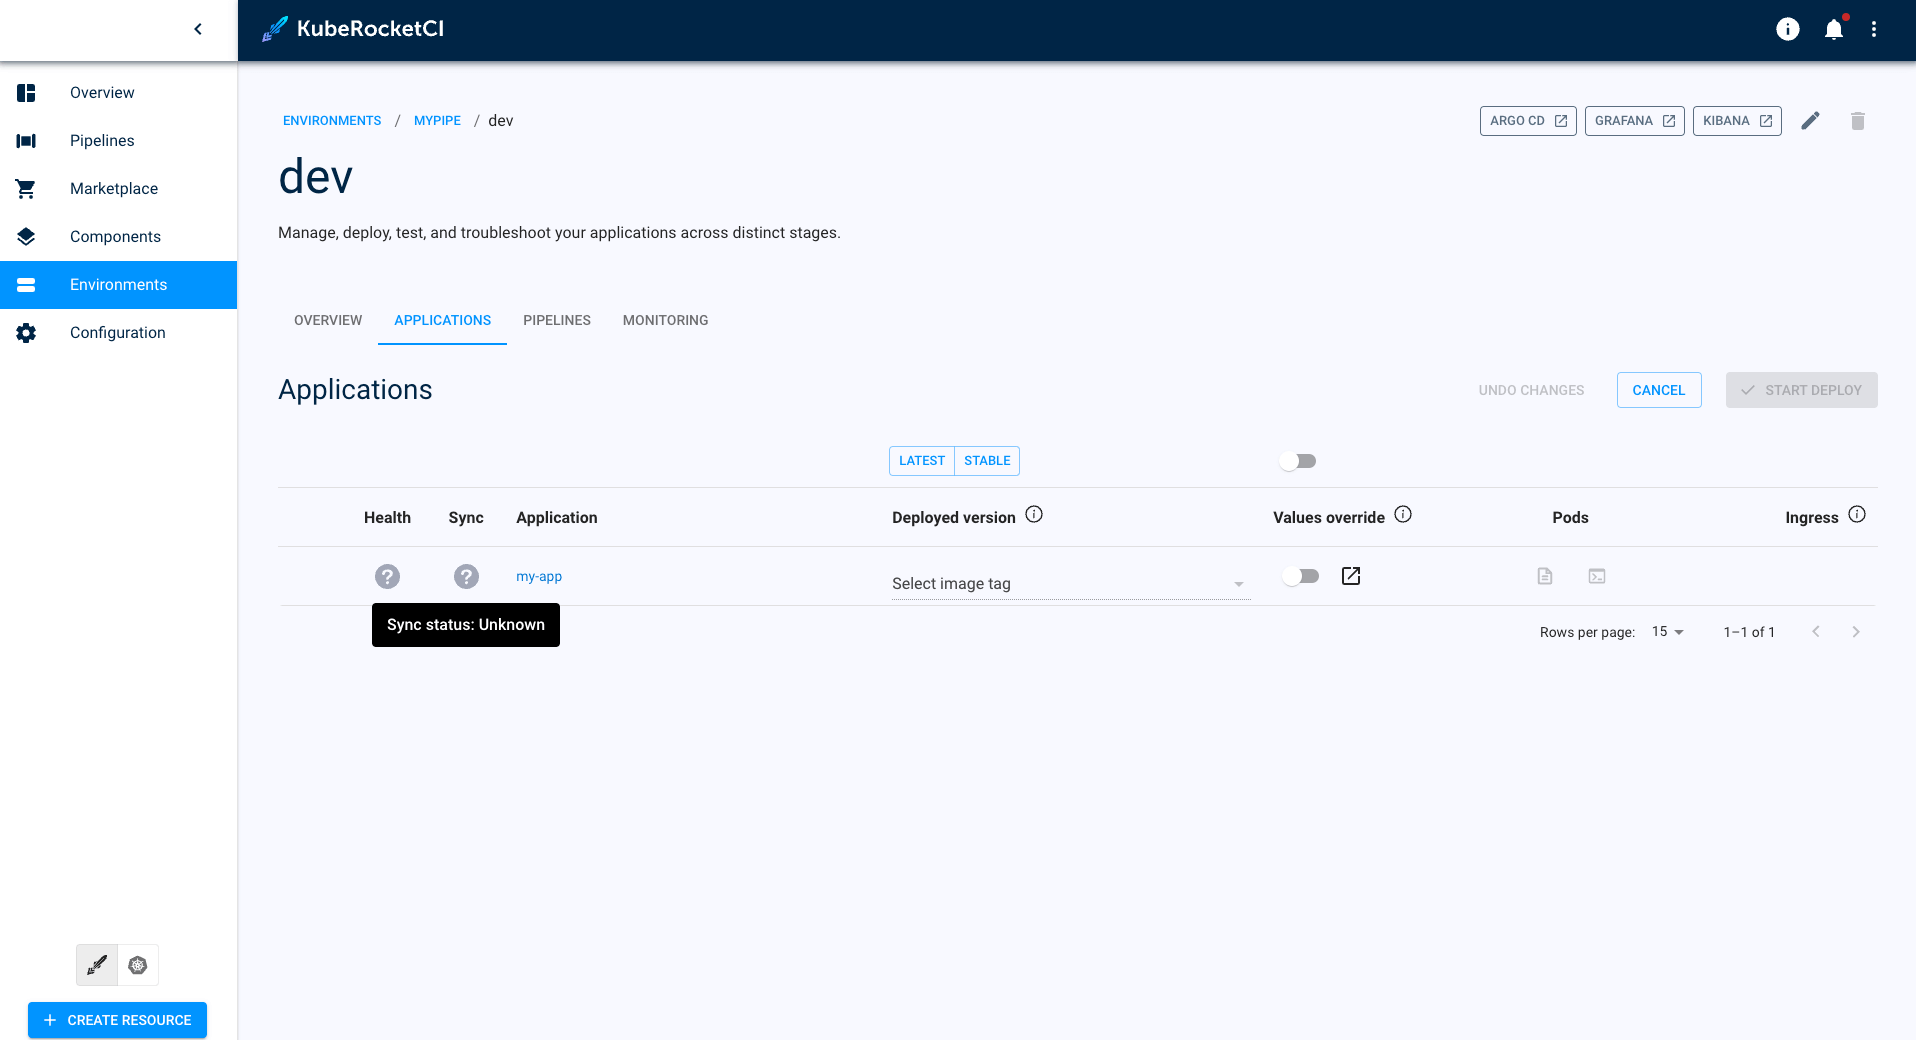 KubeRocketCI
Overview
Pipelines
Marketplace
Components
Environments
Configuration
CREATE RESOURCE
ENVIRONMENTS / MYPIPE / dev
ARGO CD GRAFANA KIBANA
dev
Manage, deploy, test, and troubleshoot your applications across distinct stages.
OVERVIEW APPLICATIONS PIPELINES MONITORING
Applications
UNDO CHANGES CANCEL START DEPLOY
LATEST STABLE
Health Sync Application Deployed version Values override Pods Ingress
my-app Select image tag
Sync status: Unknown
Rows per page: 15 1–1 of 1